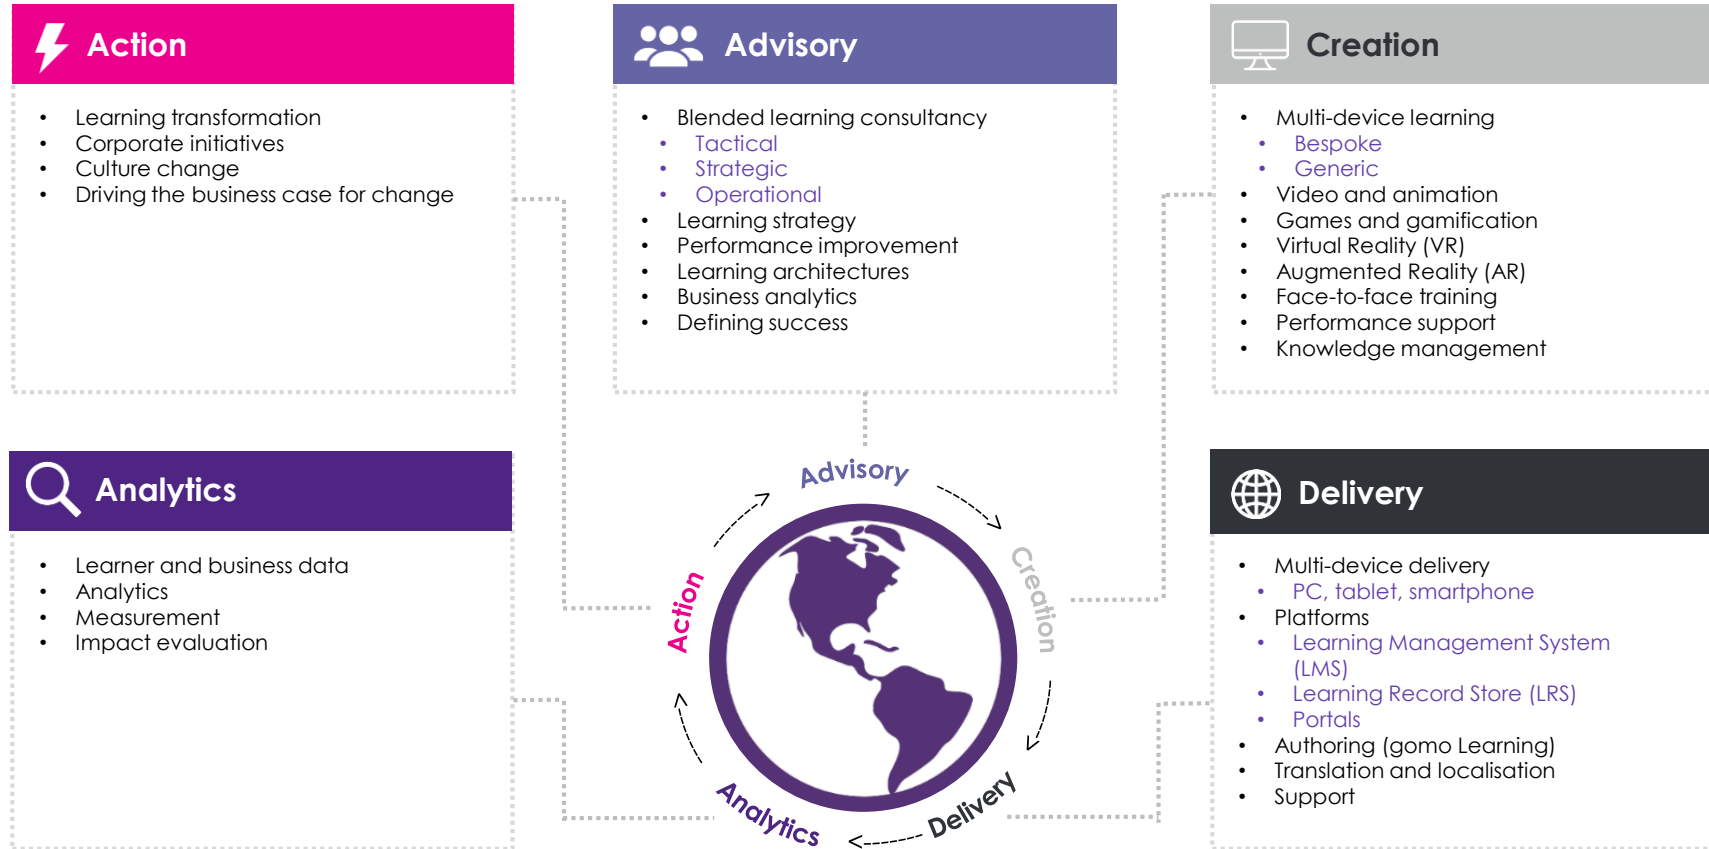 Action
• Learning transformation
• Corporate initiatives
• Culture change
• Driving the business case for change
Advisory
• Blended learning consultancy
• Tactical
• Strategic
• Operational
• Learning strategy
• Performance improvement
• Learning architectures
• Business analytics
• Defining success
Creation
• Multi-device learning
• Bespoke
• Generic
• Video and animation
• Games and gamification
• Virtual Reality (VR)
• Augmented Reality (AR)
• Face-to-face training
• Performance support
• Knowledge management
Analytics
• Learner and business data
• Analytics
• Measurement
• Impact evaluation
Advisory
Creation
Delivery
Analytics
Action
Delivery
• Multi-device delivery
• PC, tablet, smartphone
• Platforms
• Learning Management System
(LMS)
• Learning Record Store (LRS)
• Portals
• Authoring (gomo Learning)
• Translation and localisation
• Support